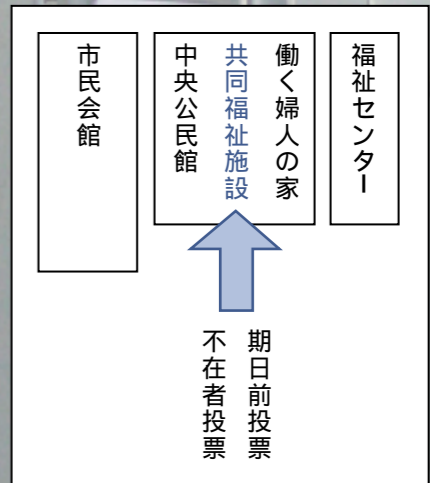 福祉センター
働く婦人の家
共同福祉施設
中央公民館
市民会館
期日前投票
不在者投票